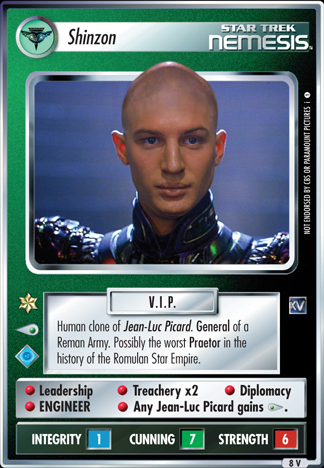 Shinzon
STAR TREK
NEMESIS
NOT ENDORSED BY CBS OR PARAMOUNT PICTURES
V.I.P.
KV
Human clone of Jean-Luc Picard. General of a
Reman Army. Possibly the worst Praetor in the
history of the Romulan Star Empire.
Leadership
Treachery x2
Diplomacy
ENGINEER
Any Jean-Luc Picard gains .
INTEGRITY 1
CUNNING 7
STRENGTH 6
8 V